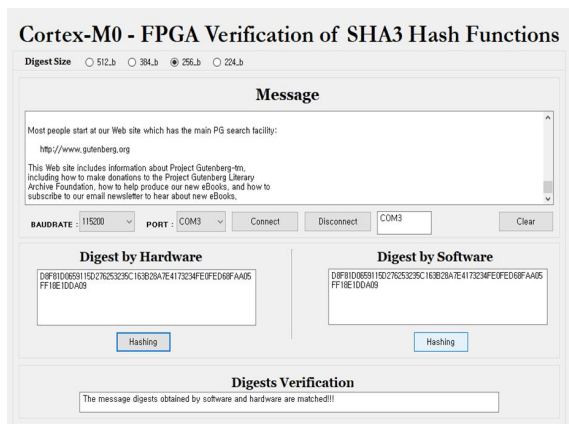 Cortex-M0 - FPGA Verification of SHA3 Hash Functions
Digest Size 512_b 384_b 256_b 224_b
Message
Most people start at our Web site which has the main PG search facility:
http://www.gutenberg.org
This Web site includes information about Project Gutenberg-tm,
including how to make donations to the Project Gutenberg Literary
Archive Foundation, how to help produce our new eBooks, and how to
subscribe to our email newsletter to hear about new eBooks.
BAUDRATE : 115200 PORT : COM3 Connect Disconnect COM3 Clear
Digest by Hardware
D8F81D0659115D276253235C163B28A7E4173234FE0FED68FAA05
FF18E1DDA09
Hashing
Digest by Software
D8F81D0659115D276253235C163B28A7E4173234FE0FED68FAA05
FF18E1DDA09
Hashing
Digests Verification
The message digests obtained by software and hardware are matched!!!